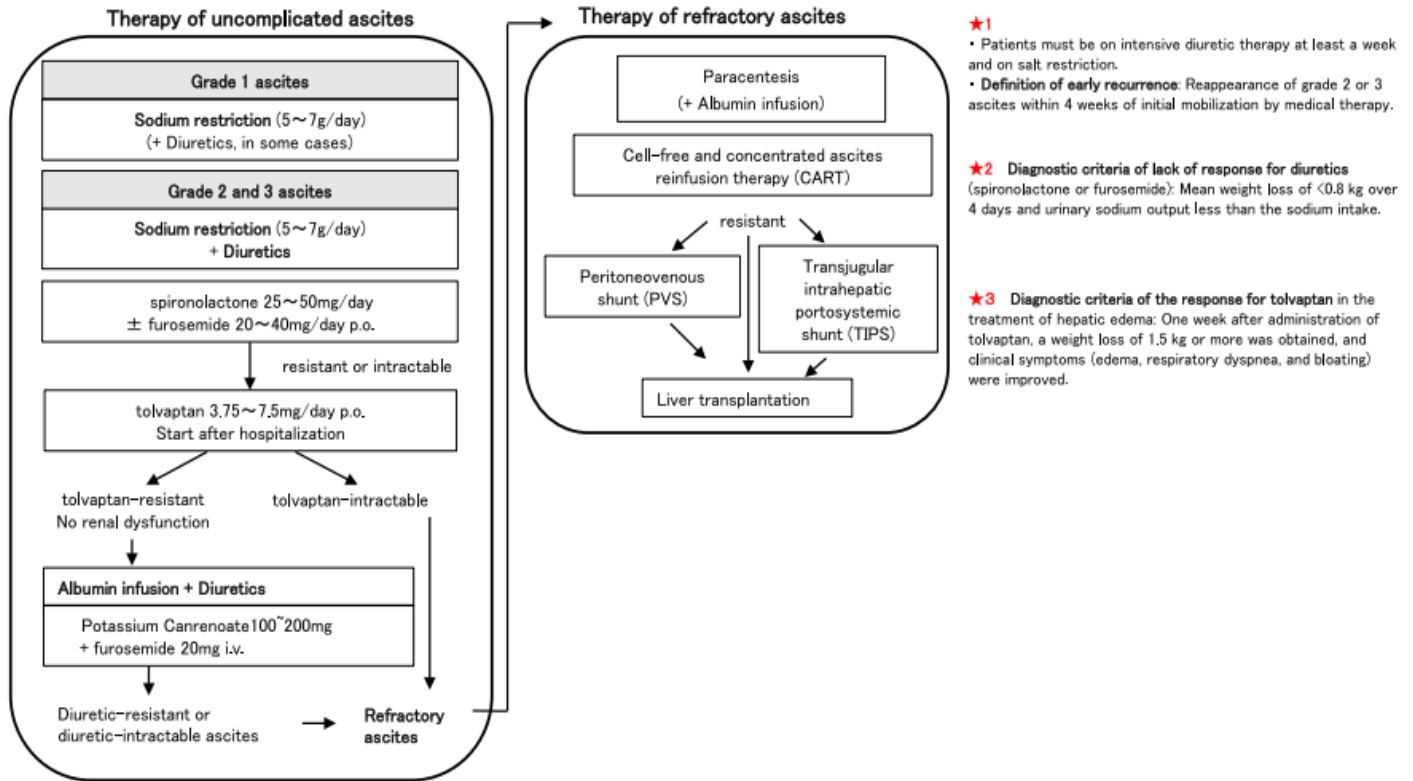 Therapy of uncomplicated ascites
Grade 1 ascites
Sodium restriction (5~7g/day)
(+ Diuretics, in some cases)
Grade 2 and 3 ascites
Sodium restriction (5~7g/day)
+ Diuretics
spironolactone 25~50mg/day
± furosemide 20~40mg/day p.o.
resistant or intractable
tolvaptan 3.75~7.5mg/day p.o.
Start after hospitalization
tolvaptan-resistant
No renal dysfunction
tolvaptan-intractable
Albumin infusion + Diuretics
Potassium Canrenoate100~200mg
+ furosemide 20mg i.v.
Diuretic-resistant or
diuretic-intractable ascites
Refractory
ascites
Therapy of refractory ascites
Paracentesis
(+ Albumin infusion)
Cell-free and concentrated ascites
reinfusion therapy (CART)
resistant
Peritoneovenous
shunt (PVS)
Transjugular
intrahepatic
portosystemic
shunt (TIPS)
Liver transplantation
★1
・Patients must be on intensive diuretic therapy at least a week
and on salt restriction.
・Definition of early recurrence: Reappearance of grade 2 or 3
ascites within 4 weeks of initial mobilization by medical therapy.
★2 Diagnostic criteria of lack of response for diuretics
(spironolactone or furosemide): Mean weight loss of <0.8 kg over
4 days and urinary sodium output less than the sodium intake.
★3 Diagnostic criteria of the response for tolvaptan in the
treatment of hepatic edema: One week after administration of
tolvaptan, a weight loss of 1.5 kg or more was obtained, and
clinical symptoms (edema, respiratory dyspnea, and bloating)
were improved.